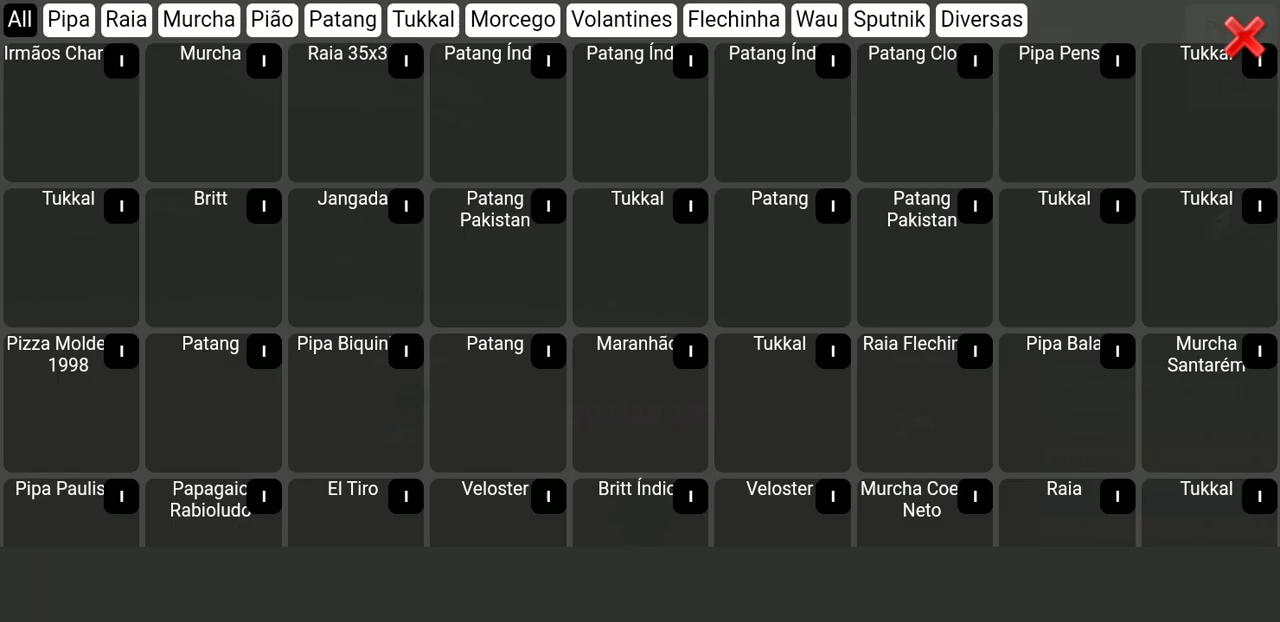 All Pipa Raia Murcha Pião Patang Tukkal Morcego Volantines Flechinha Wau Sputnik Diversas
Irmãos Char I Murcha I Raia 35x3 I Patang Índ I Patang Índ I Patang Índ I Patang Clo I Pipa Pens I Tukkal I
Tukkal I Britt I Jangada I Patang I Tukkal I Patang I Patang I Tukkal I Tukkal I
Pakistan Pakistan
Pizza Molde I Patang I Pipa Biquin I Patang I Maranhão I Tukkal I Raia Flechin I Pipa Bala I Murcha I
1998 Santarém
Pipa Paulis I Papagaio I El Tiro I Veloster I Britt Índic I Veloster I Murcha Coe I Raia I Tukkal I
Rabioludo Neto